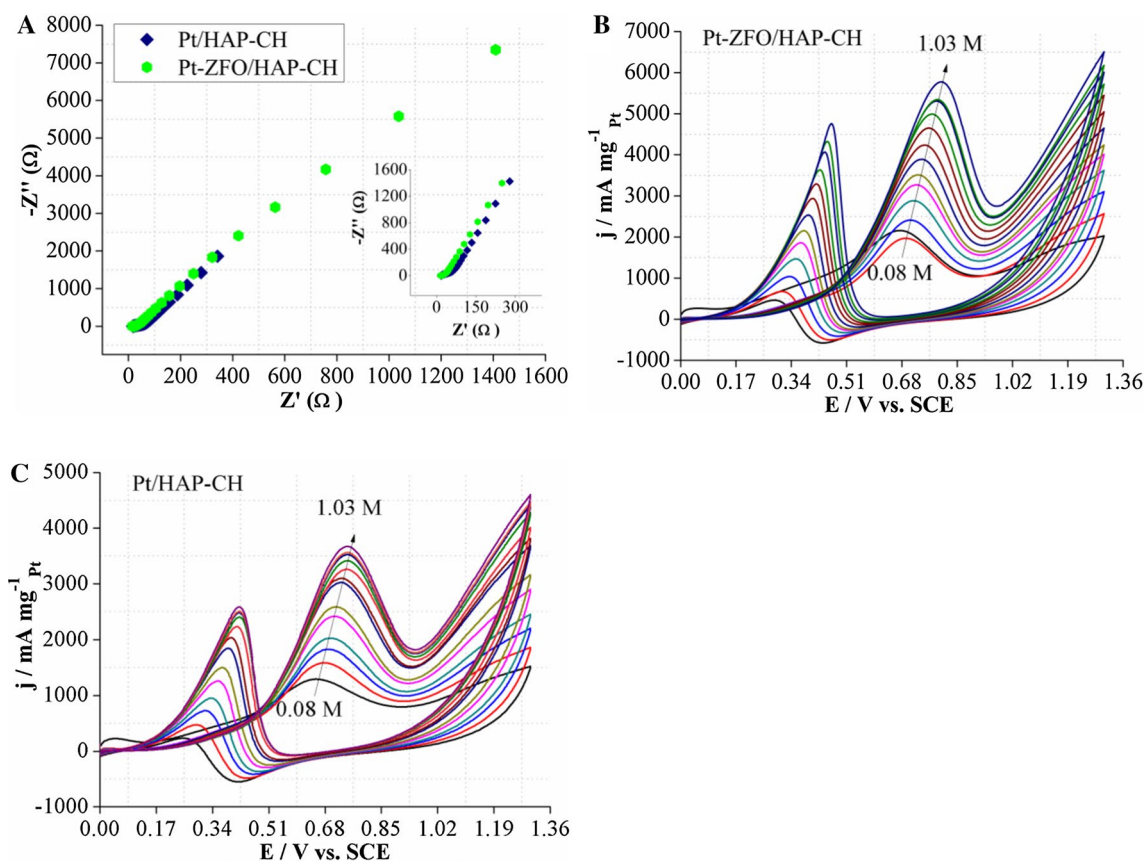 A
8000
7000
6000
5000
4000
3000
2000
1000
0
-Z'' (Ω)
Pt/HAP-CH
Pt-ZFO/HAP-CH
1600
1200
800
400
0
-Z'' (Ω)
0 150 300
Z' (Ω )
0 200 400 600 800 1000 1200 1400 1600
Z' (Ω )
B
7000
6000
5000
4000
3000
2000
1000
0
-1000
j / mA mg⁻¹ Pt
Pt-ZFO/HAP-CH
1.03 M
0.08 M
0.00 0.17 0.34 0.51 0.68 0.85 1.02 1.19 1.36
E / V vs. SCE
C
5000
4000
3000
2000
1000
0
-1000
j / mA mg⁻¹ Pt
Pt/HAP-CH
1.03 M
0.08 M
0.00 0.17 0.34 0.51 0.68 0.85 1.02 1.19 1.36
E / V vs. SCE